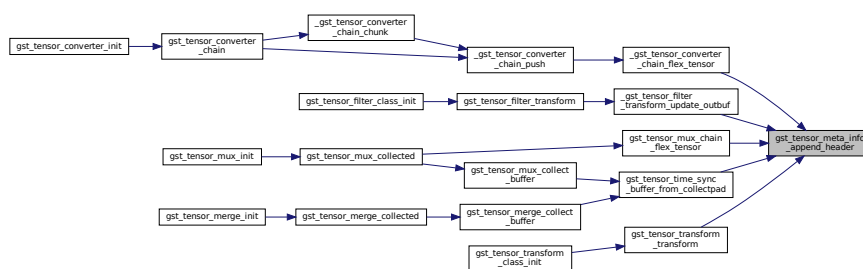 gst_tensor_converter_init
gst_tensor_converter
_chain
_gst_tensor_converter
_chain_chunk
_gst_tensor_converter
_chain_push
_gst_tensor_converter
_chain_flex_tensor
gst_tensor_filter_class_init
gst_tensor_filter_transform
_gst_tensor_filter
_transform_update_outbuf
gst_tensor_meta_info
_append_header
gst_tensor_mux_init
gst_tensor_mux_collected
gst_tensor_mux_chain
_flex_tensor
gst_tensor_mux_collect
_buffer
gst_tensor_time_sync
_buffer_from_collectpad
gst_tensor_merge_init
gst_tensor_merge_collected
gst_tensor_merge_collect
_buffer
gst_tensor_transform
_transform
gst_tensor_transform
_class_init